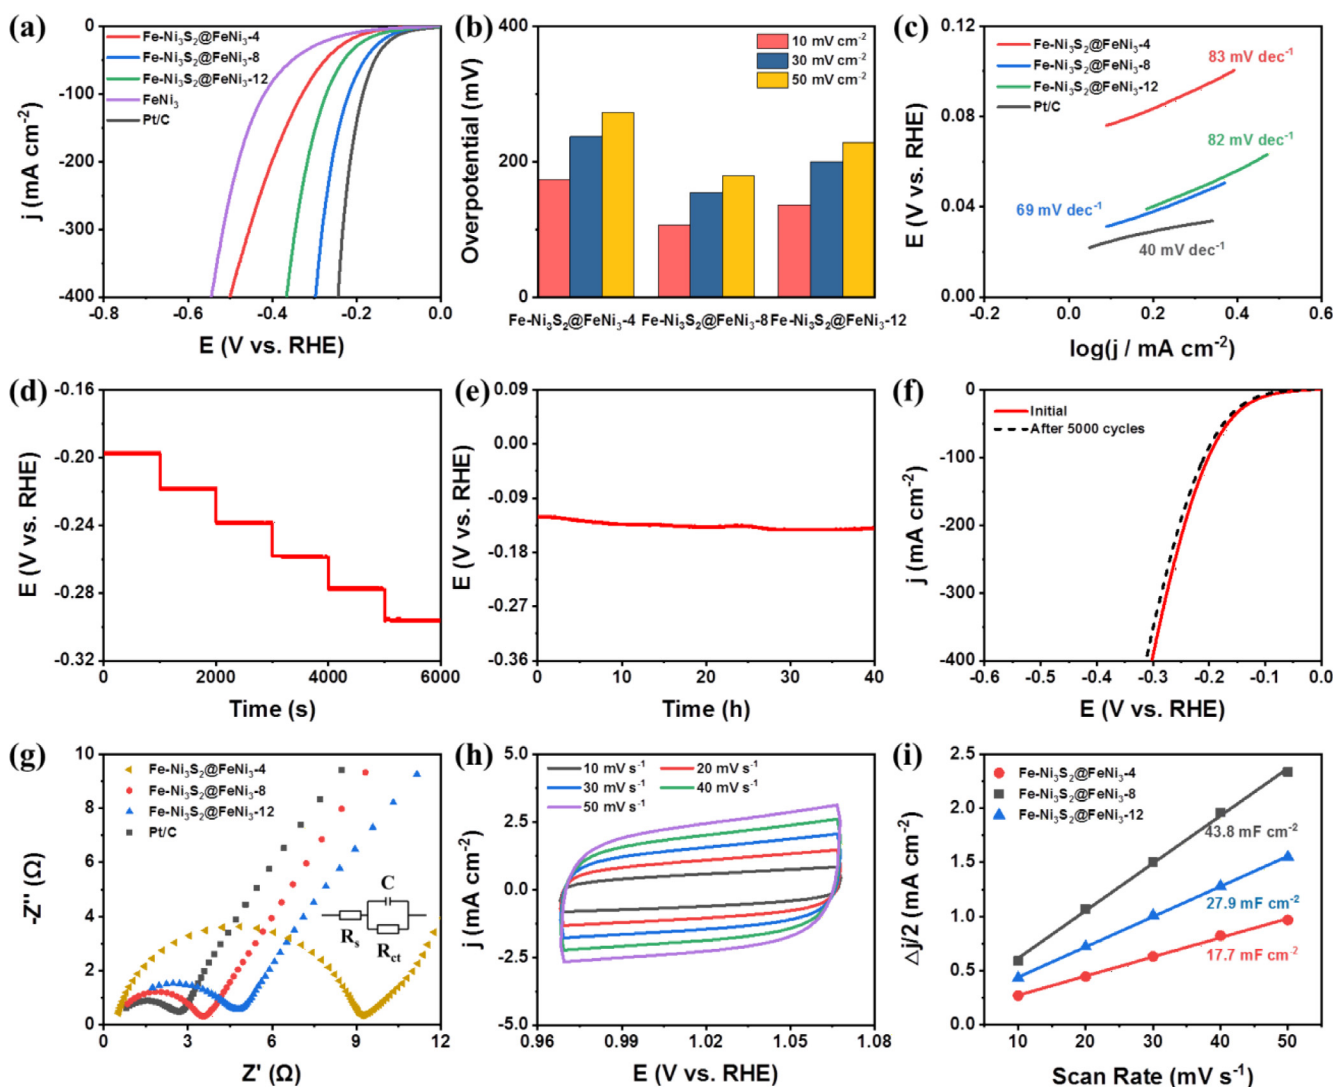 (a)
Fe-Ni₃S₂@FeNi₃-4
Fe-Ni₃S₂@FeNi₃-8
Fe-Ni₃S₂@FeNi₃-12
FeNi₃
Pt/C
0
-100
-200
-300
-400
-0.8 -0.6 -0.4 -0.2 0.0
j (mA cm⁻²)
E (V vs. RHE)
(b)
10 mV cm⁻²
30 mV cm⁻²
50 mV cm⁻²
400
200
0
Overpotential (mV)
Fe-Ni₃S₂@FeNi₃-4 Fe-Ni₃S₂@FeNi₃-8 Fe-Ni₃S₂@FeNi₃-12
(c)
Fe-Ni₃S₂@FeNi₃-4
Fe-Ni₃S₂@FeNi₃-8
Fe-Ni₃S₂@FeNi₃-12
Pt/C
83 mV dec⁻¹
82 mV dec⁻¹
69 mV dec⁻¹
40 mV dec⁻¹
0.12
0.08
0.04
0.00
-0.2 0.0 0.2 0.4 0.6
E (V vs. RHE)
log(j / mA cm⁻²)
(d)
-0.16
-0.20
-0.24
-0.28
-0.32
0 2000 4000 6000
E (V vs. RHE)
Time (s)
(e)
0.09
0.00
-0.09
-0.18
-0.27
-0.36
0 10 20 30 40
E (V vs. RHE)
Time (h)
(f)
Initial
After 5000 cycles
0
-100
-200
-300
-400
-0.6 -0.5 -0.4 -0.3 -0.2 -0.1 0.0
j (mA cm⁻²)
E (V vs. RHE)
(g)
Fe-Ni₃S₂@FeNi₃-4
Fe-Ni₃S₂@FeNi₃-8
Fe-Ni₃S₂@FeNi₃-12
Pt/C
C
Rₛ
R_ct
10
8
6
4
2
0
0 3 6 9 12
-Z'' (Ω)
Z' (Ω)
(h)
10 mV s⁻¹ 20 mV s⁻¹
30 mV s⁻¹ 40 mV s⁻¹
50 mV s⁻¹
5.0
2.5
0.0
-2.5
-5.0
0.96 0.99 1.02 1.05 1.08
j (mA cm⁻²)
E (V vs. RHE)
(i)
Fe-Ni₃S₂@FeNi₃-4
Fe-Ni₃S₂@FeNi₃-8
Fe-Ni₃S₂@FeNi₃-12
43.8 mF cm⁻²
27.9 mF cm⁻²
17.7 mF cm⁻²
2.5
2.0
1.5
1.0
0.5
0.0
10 20 30 40 50
Δj/2 (mA cm⁻²)
Scan Rate (mV s⁻¹)